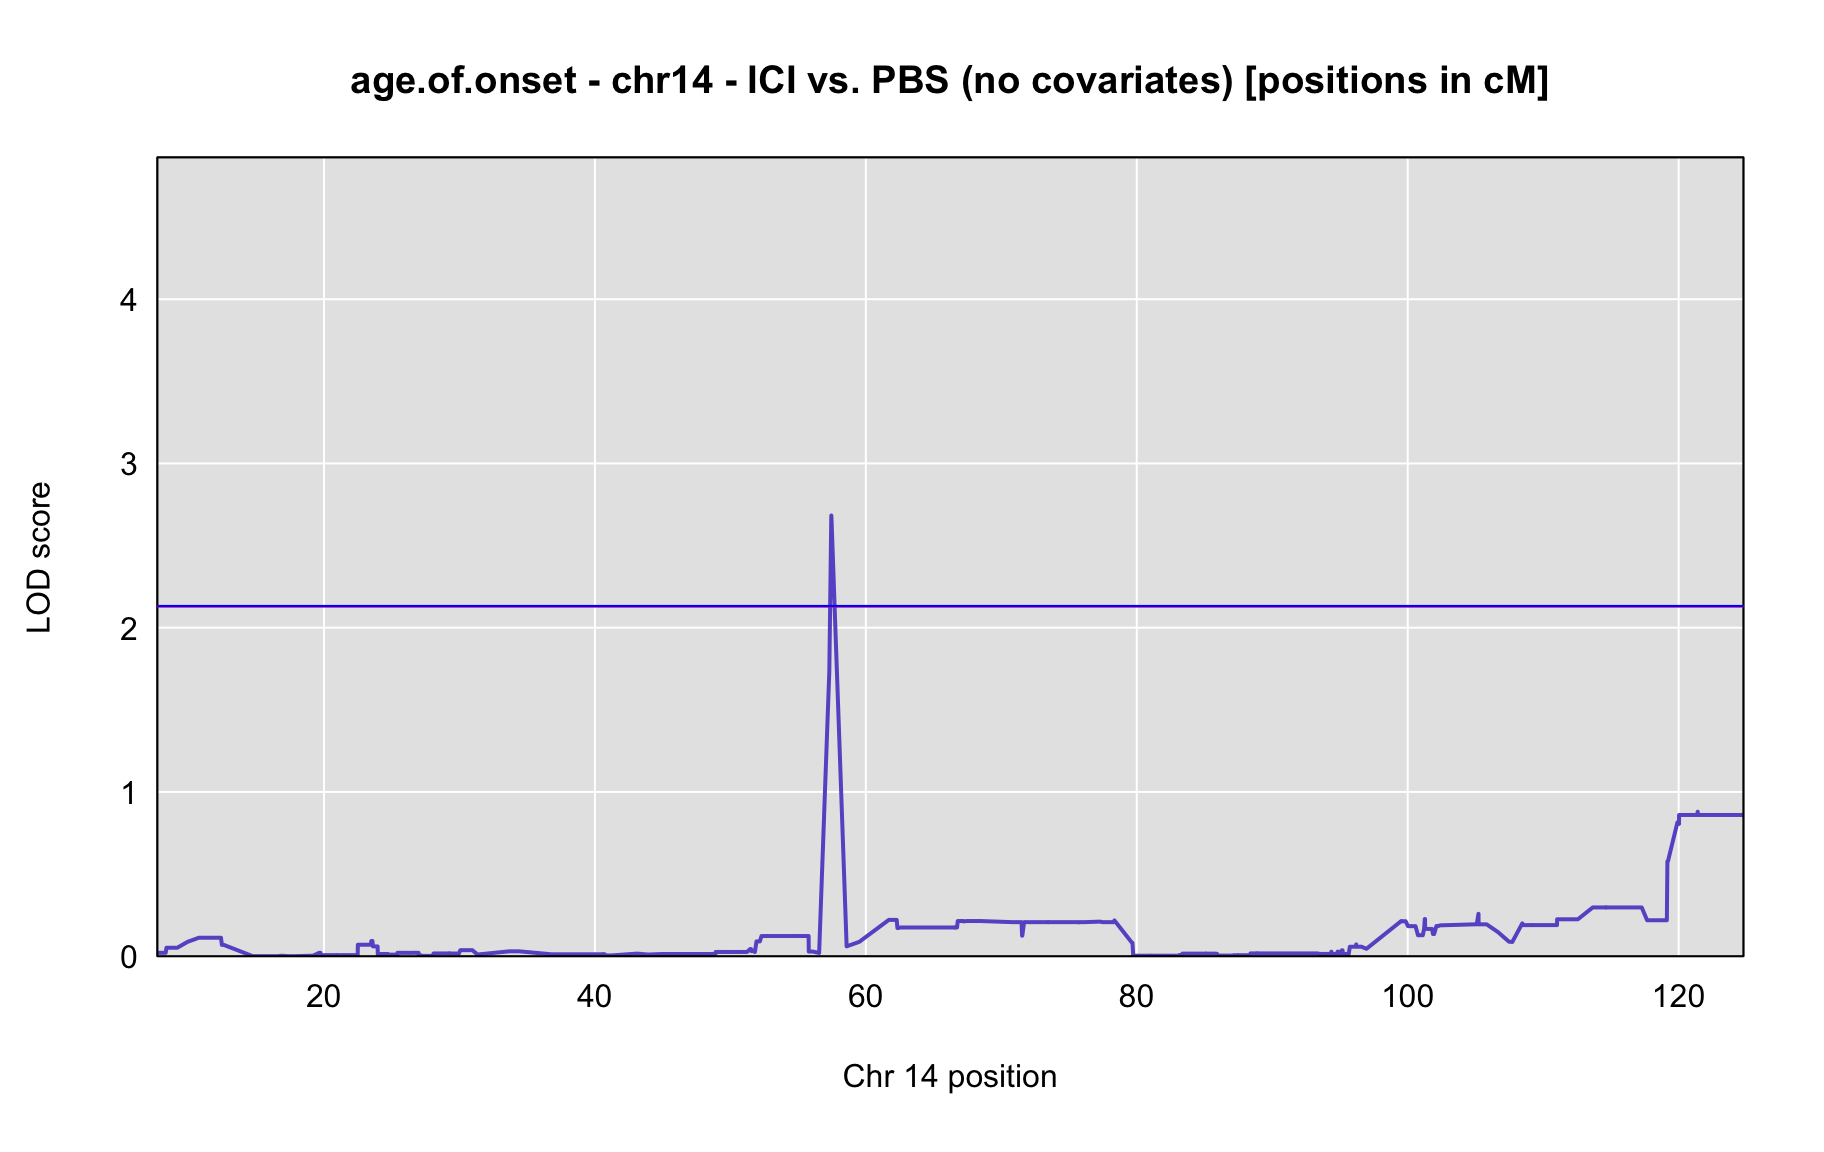 age.of.onset - chr14 - ICI vs. PBS (no covariates) [positions in cM]
4
3
2
1
0
LOD score
20 40 60 80 100 120
Chr 14 position